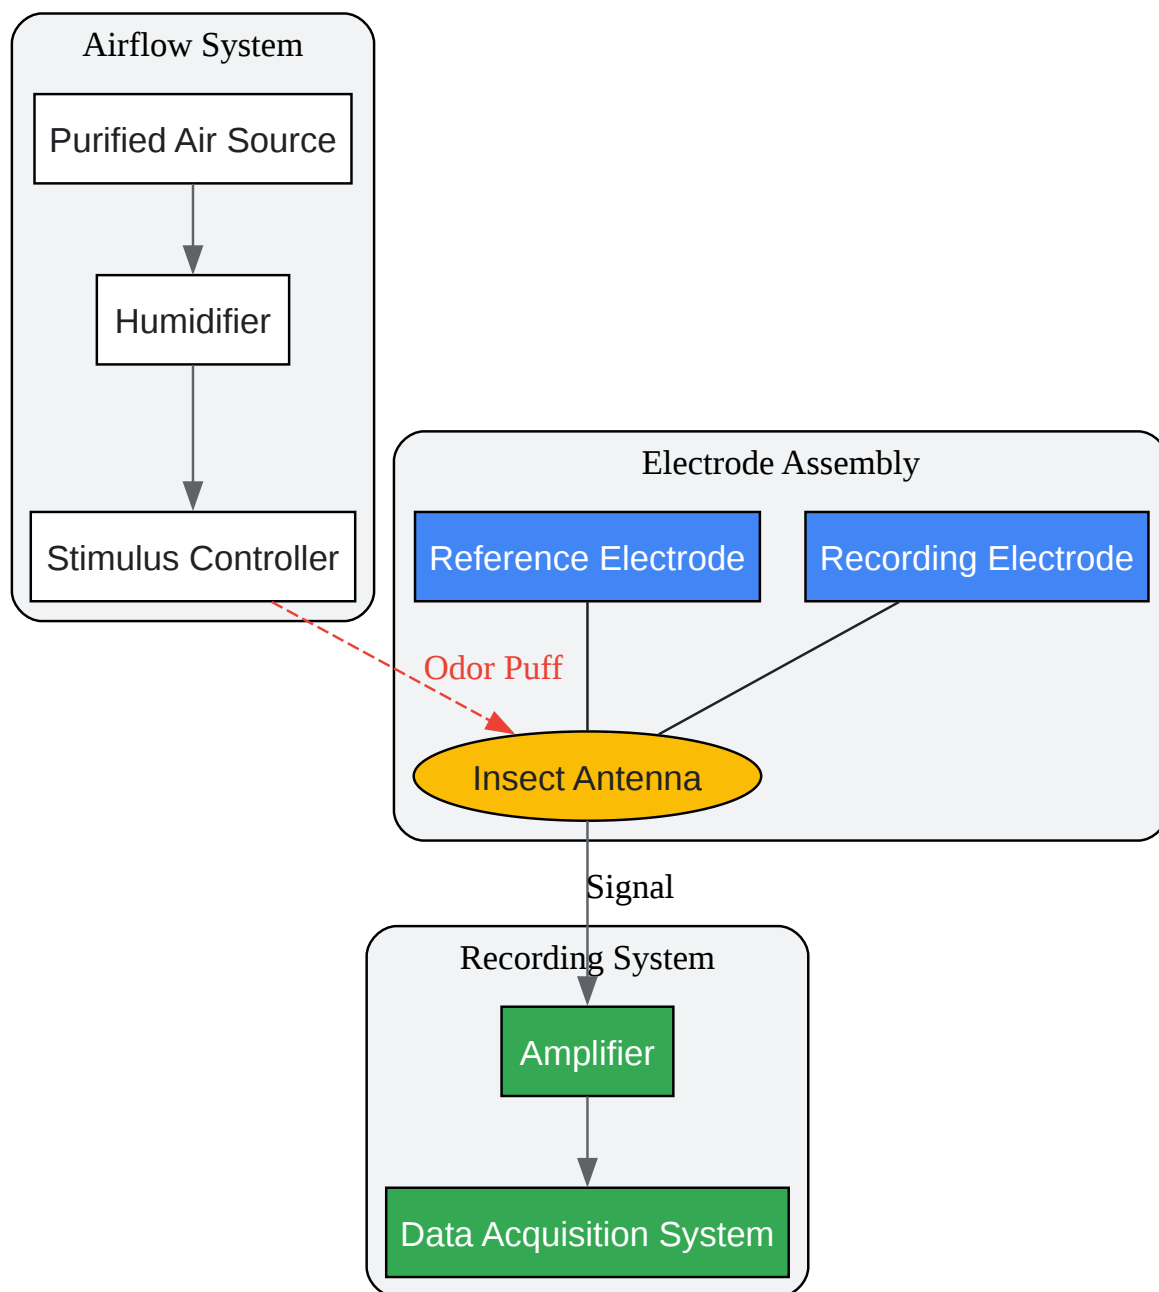 Airflow System
Purified Air Source
Humidifier
Stimulus Controller
Electrode Assembly
Reference Electrode
Recording Electrode
Odor Puff
Insect Antenna
Signal
Recording System
Amplifier
Data Acquisition System